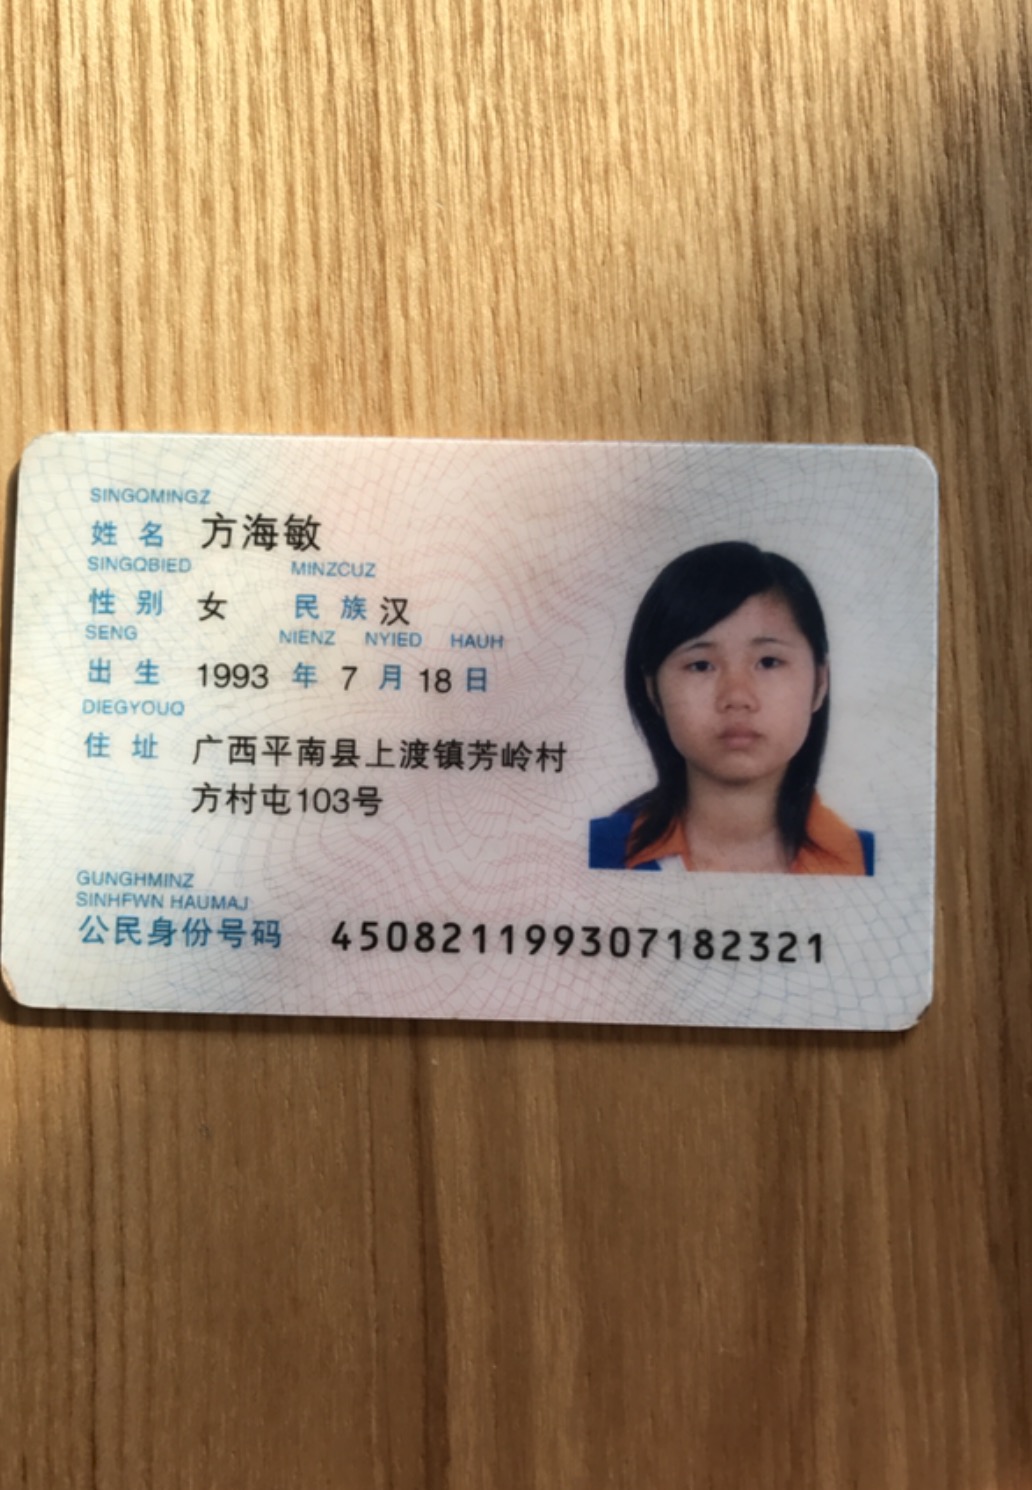 SINGQMINGZ
姓名 方海敏
SINGQBIED MINZCUZ
性别 女 民族 汉
SENG NIENZ NYIED HAUH
出生 1993 年 7 月 18 日
DIEGYOUQ
住址 广西平南县上渡镇芳岭村
方村屯103号
GUNGHMINZ
SINHFWN HAUMAJ
公民身份号码 450821199307182321